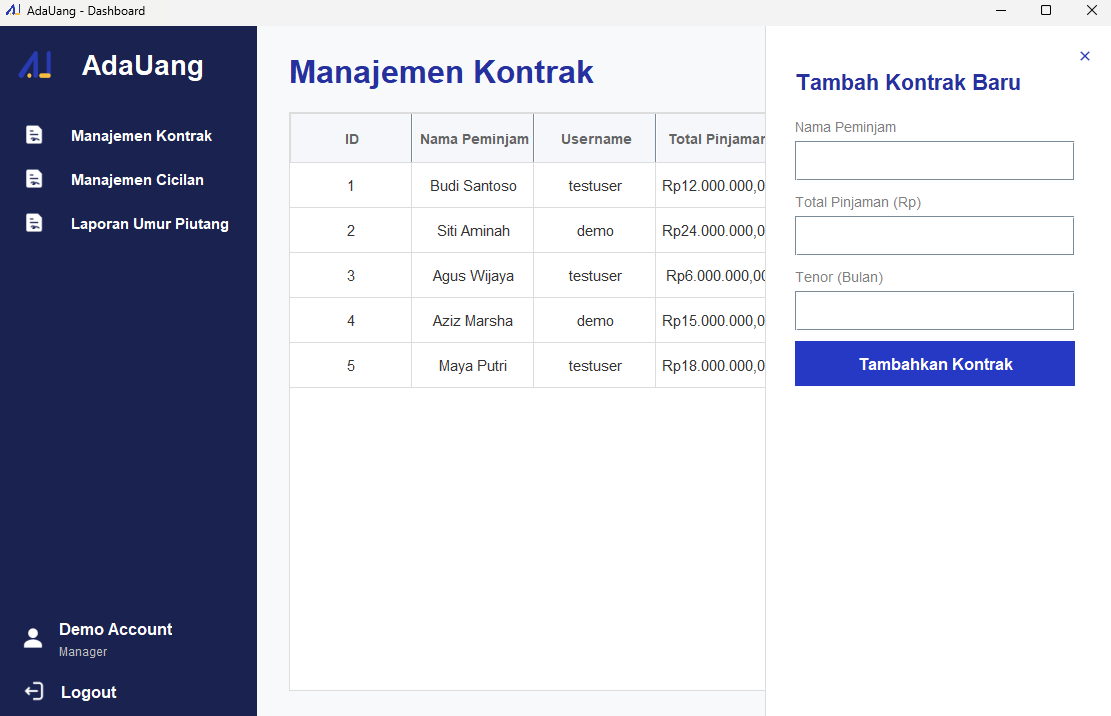 AdaUang - Dashboard
AdaUang
Manajemen Kontrak
Manajemen Cicilan
Laporan Umur Piutang
Demo Account
Manager
Logout
Manajemen Kontrak
ID Nama Peminjam Username Total Pinjaman
1 Budi Santoso testuser Rp12.000.000,0
2 Siti Aminah demo Rp24.000.000,0
3 Agus Wijaya testuser Rp6.000.000,00
4 Aziz Marsha demo Rp15.000.000,0
5 Maya Putri testuser Rp18.000.000,0
Tambah Kontrak Baru
Nama Peminjam
Total Pinjaman (Rp)
Tenor (Bulan)
Tambahkan Kontrak